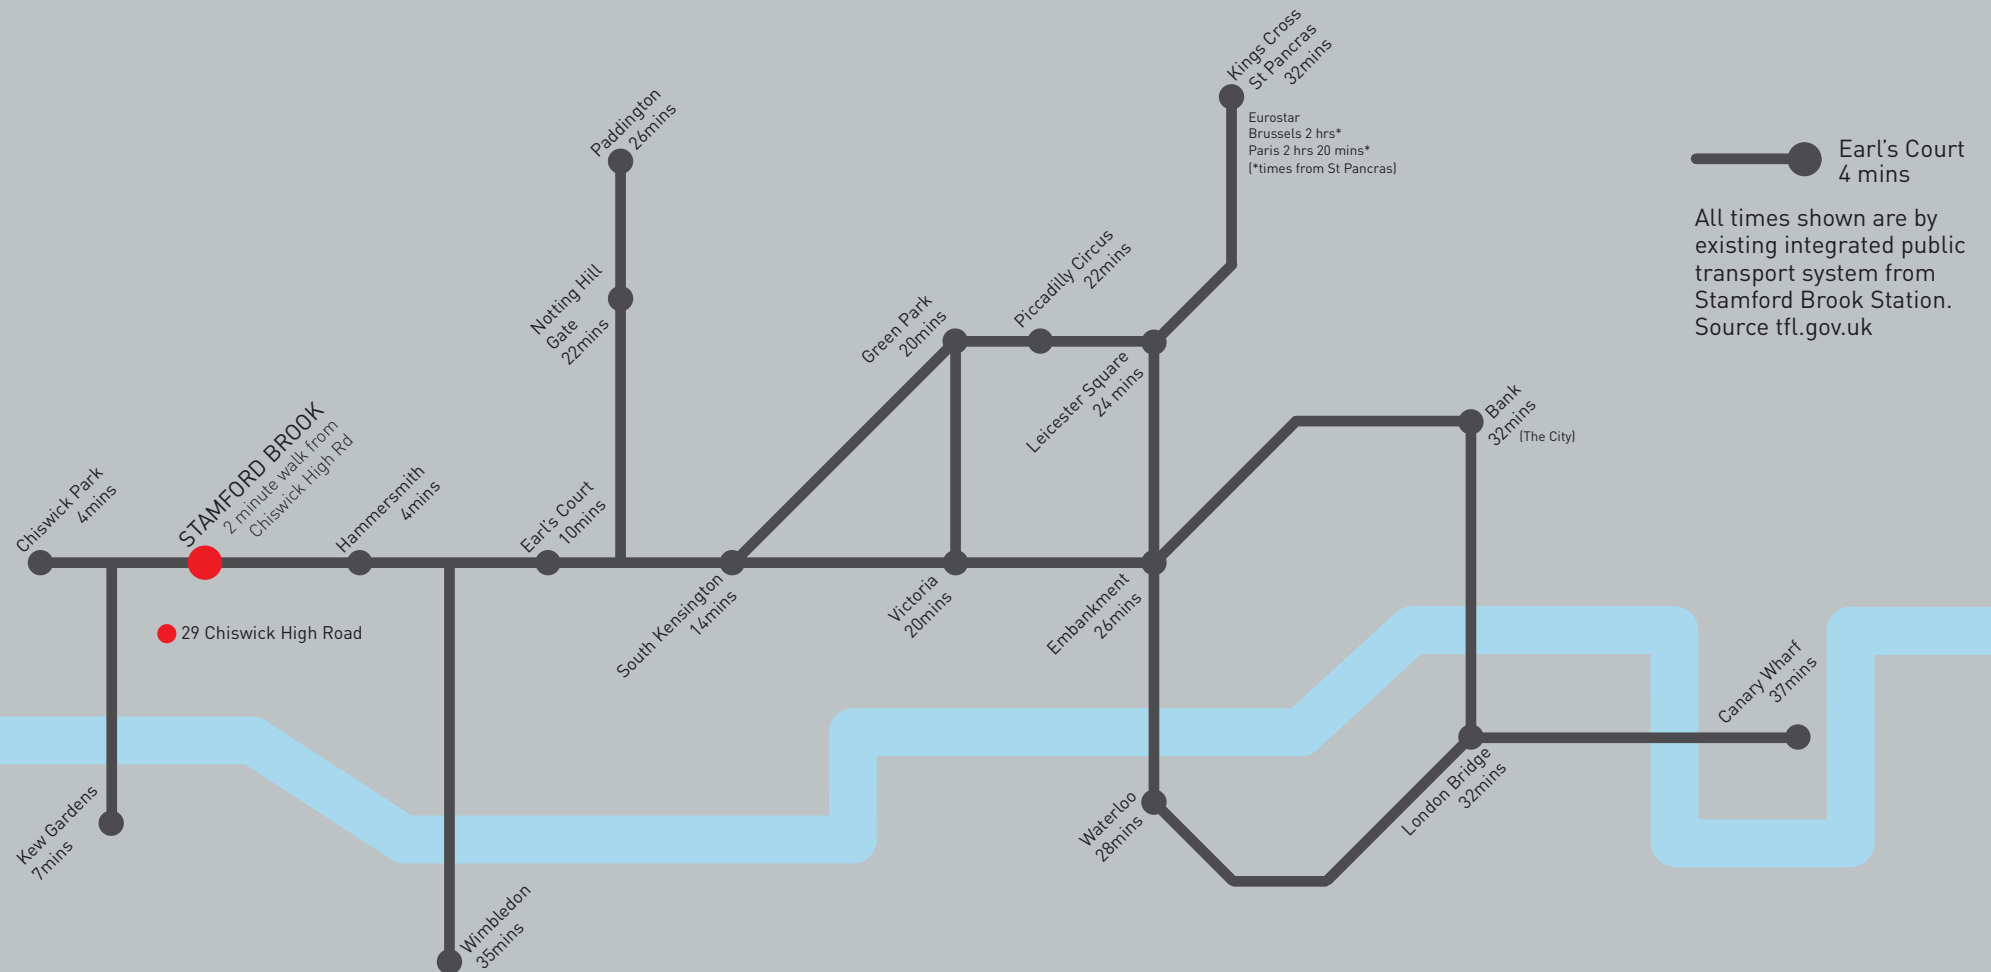 Kings Cross
St Pancras
32mins
Eurostar
Brussels 2 hrs*
Paris 2 hrs 20 mins*
(*times from St Pancras)
Earl's Court
4 mins
All times shown are by
existing integrated public
transport system from
Stamford Brook Station.
Source tfl.gov.uk
Paddington
26mins
Notting Hill
Gate
22mins
Green Park
20mins
Piccadilly Circus
22mins
Leicester Square
24 mins
Bank
32mins
(The City)
Chiswick Park
4mins
STAMFORD BROOK
2 minute walk from
Chiswick High Rd
Hammersmith
4mins
Earl's Court
10mins
South Kensington
14mins
Victoria
20mins
Embankment
26mins
29 Chiswick High Road
Canary Wharf
37mins
Kew Gardens
7mins
Waterloo
28mins
London Bridge
32mins
Wimbledon
35mins